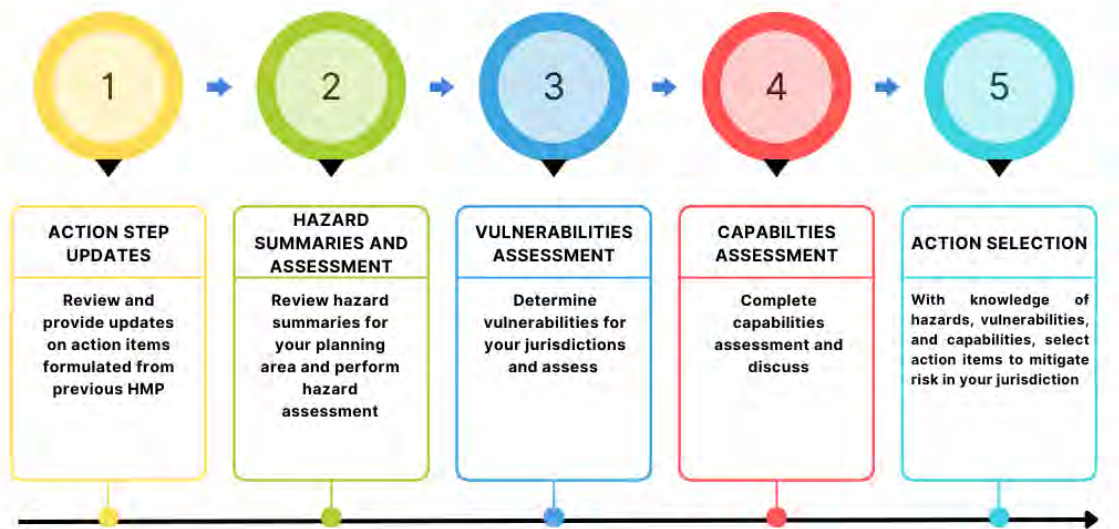 1
2
3
4
5
ACTION STEP
UPDATES
Review and
provide updates
on action items
formulated from
previous HMP
HAZARD
SUMMARIES AND
ASSESSMENT
Review hazard
summaries for
your planning
area and perform
hazard
assessment
VULNERABILITIES
ASSESSMENT
Determine
vulnerabilities for
your jurisdictions
and assess
CAPABILTIES
ASSESSMENT
Complete
capabilities
assessment and
discuss
ACTION SELECTION
With knowledge of
hazards, vulnerabilities,
and capabilities, select
action items to mitigate
risk in your jurisdiction